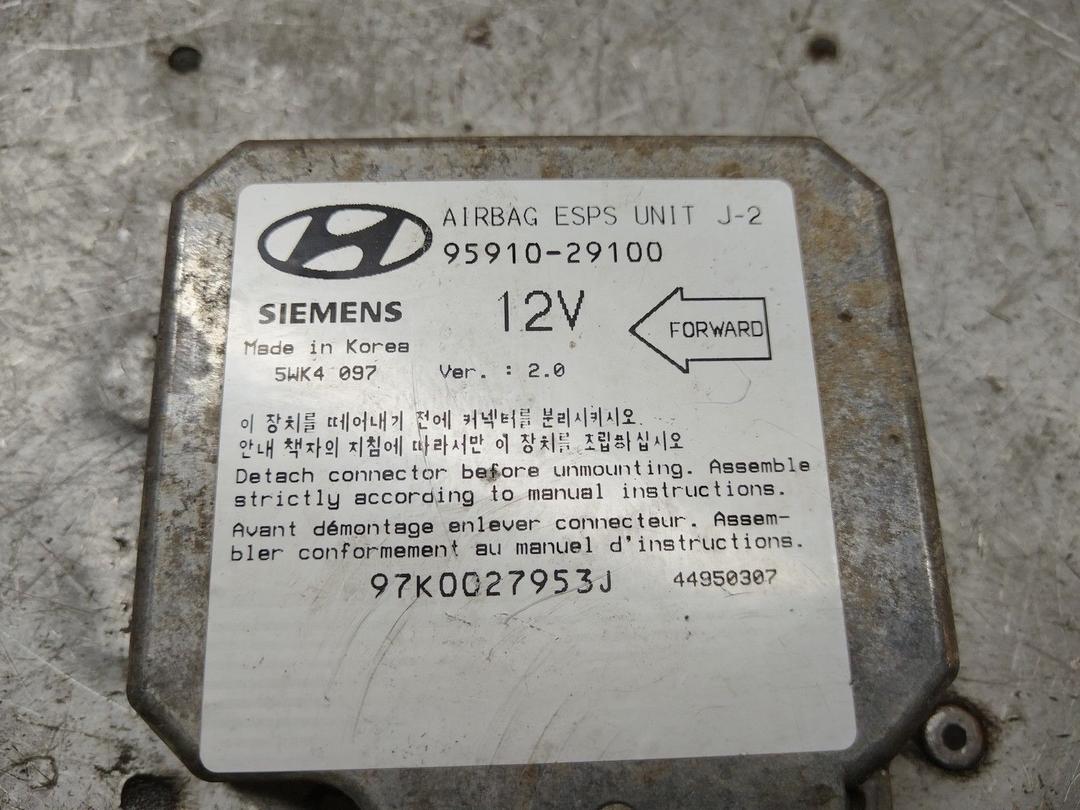 AIRBAG ESPS UNIT J-2
95910-29100
SIEMENS
12V
FORWARD
Made in Korea
5WK4 097
Ver. : 2.0
이 장치를 떼어내기 전에 커넥터를 분리시키시오.
안내 책자의 지침에 따라서만 이 장치를 조립하십시오
Detach connector before unmounting. Assemble
strictly according to manual instructions.
Avant démontage enlever connecteur. Assem-
bler conformement au manuel d'instructions.
97K0027953J
44950307